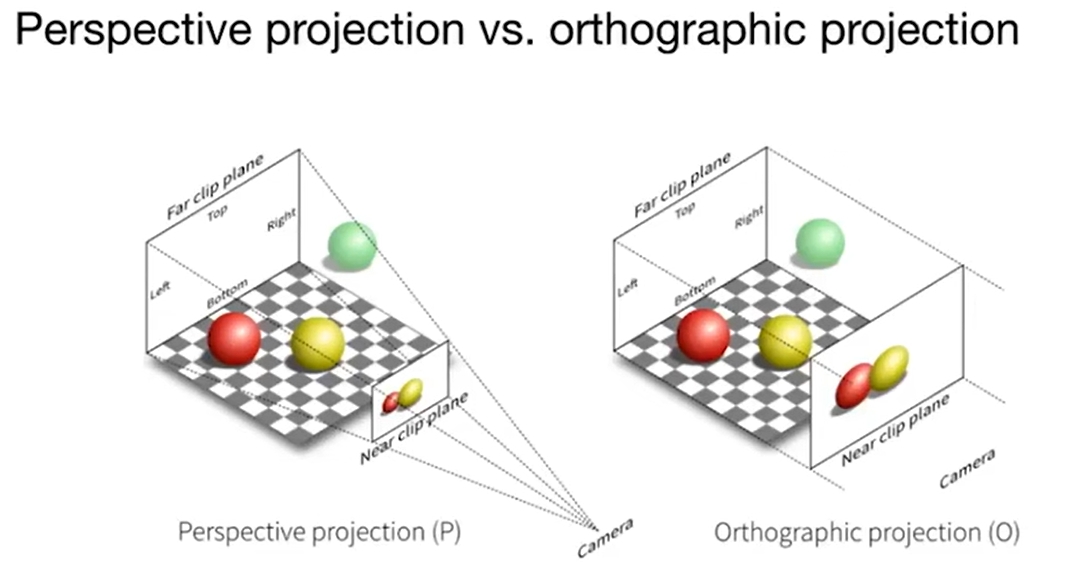 Perspective projection vs. orthographic projection
Far clip plane
Top
Right
Left
Bottom
Near clip plane
Camera
Perspective projection (P)
Far clip plane
Top
Right
Left
Bottom
Near clip plane
Camera
Orthographic projection (O)